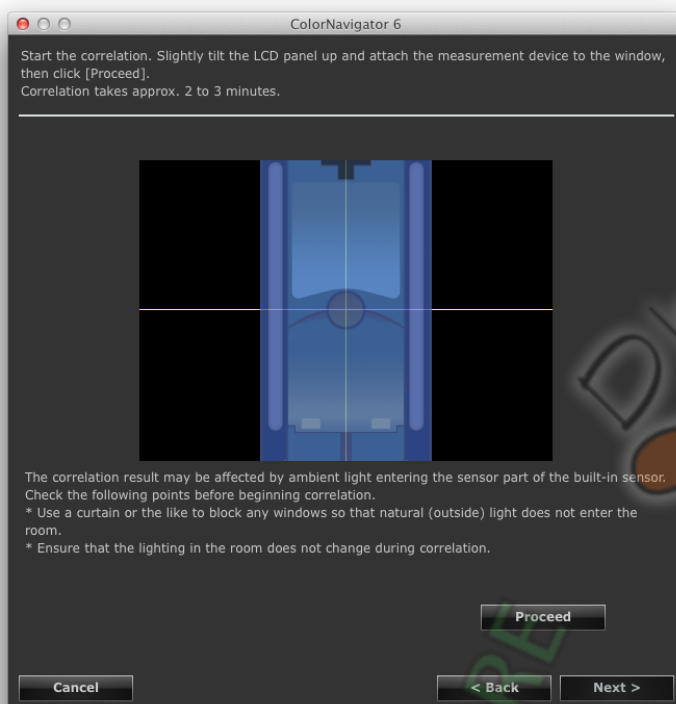 ColorNavigator 6
Start the correlation. Slightly tilt the LCD panel up and attach the measurement device to the window,
then click [Proceed].
Correlation takes approx. 2 to 3 minutes.
The correlation result may be affected by ambient light entering the sensor part of the built-in sensor.
Check the following points before beginning correlation.
* Use a curtain or the like to block any windows so that natural (outside) light does not enter the
room.
* Ensure that the lighting in the room does not change during correlation.
Proceed
Cancel
< Back
Next >